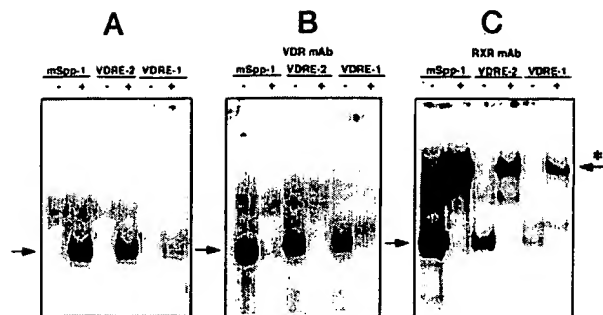 A
mSpp-1 VDRE-2 VDRE-1
- + - + - +
B
VDR mAb
mSpp-1 VDRE-2 VDRE-1
- + - + - +
C
RXR mAb
mSpp-1 VDRE-2 VDRE-1
- + - + - +
*